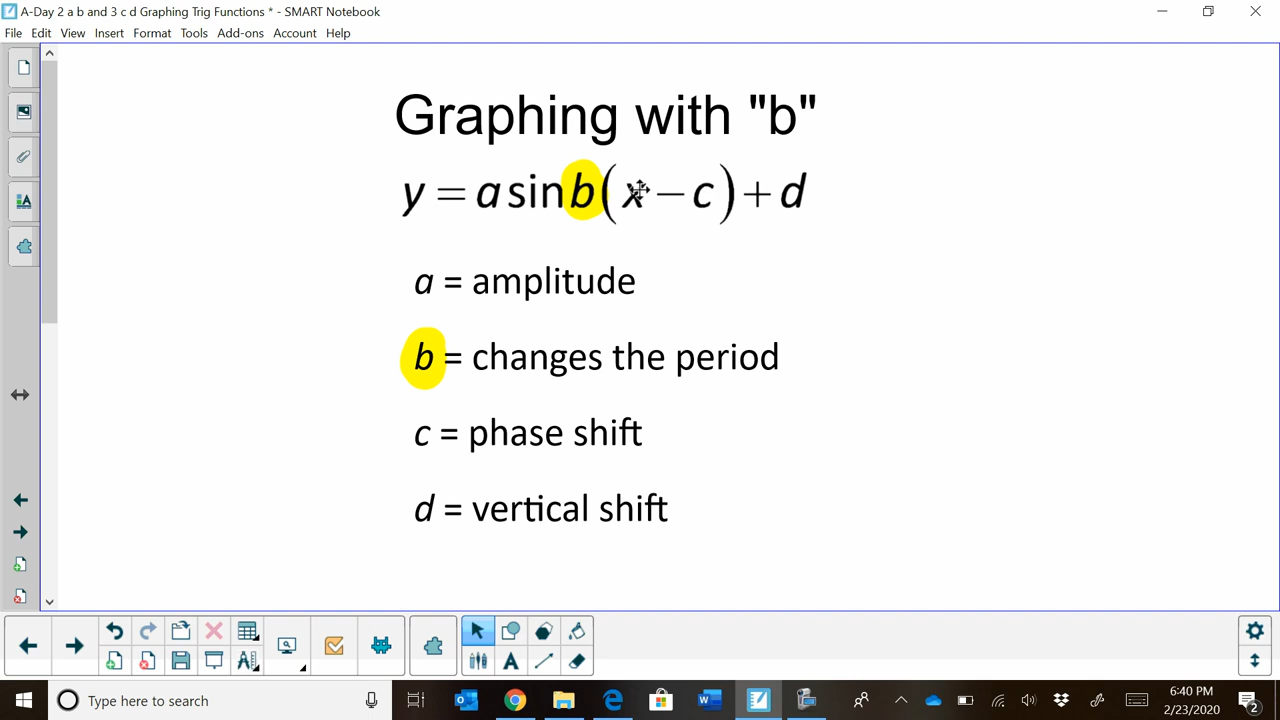 A-Day 2 a b and 3 c d Graphing Trig Functions * - SMART Notebook
File Edit View Insert Format Tools Add-ons Account Help
Graphing with "b"
y = a sin b(x − c) + d
a = amplitude
b = changes the period
c = phase shift
d = vertical shift
Type here to search
6:40 PM
2/23/2020
2